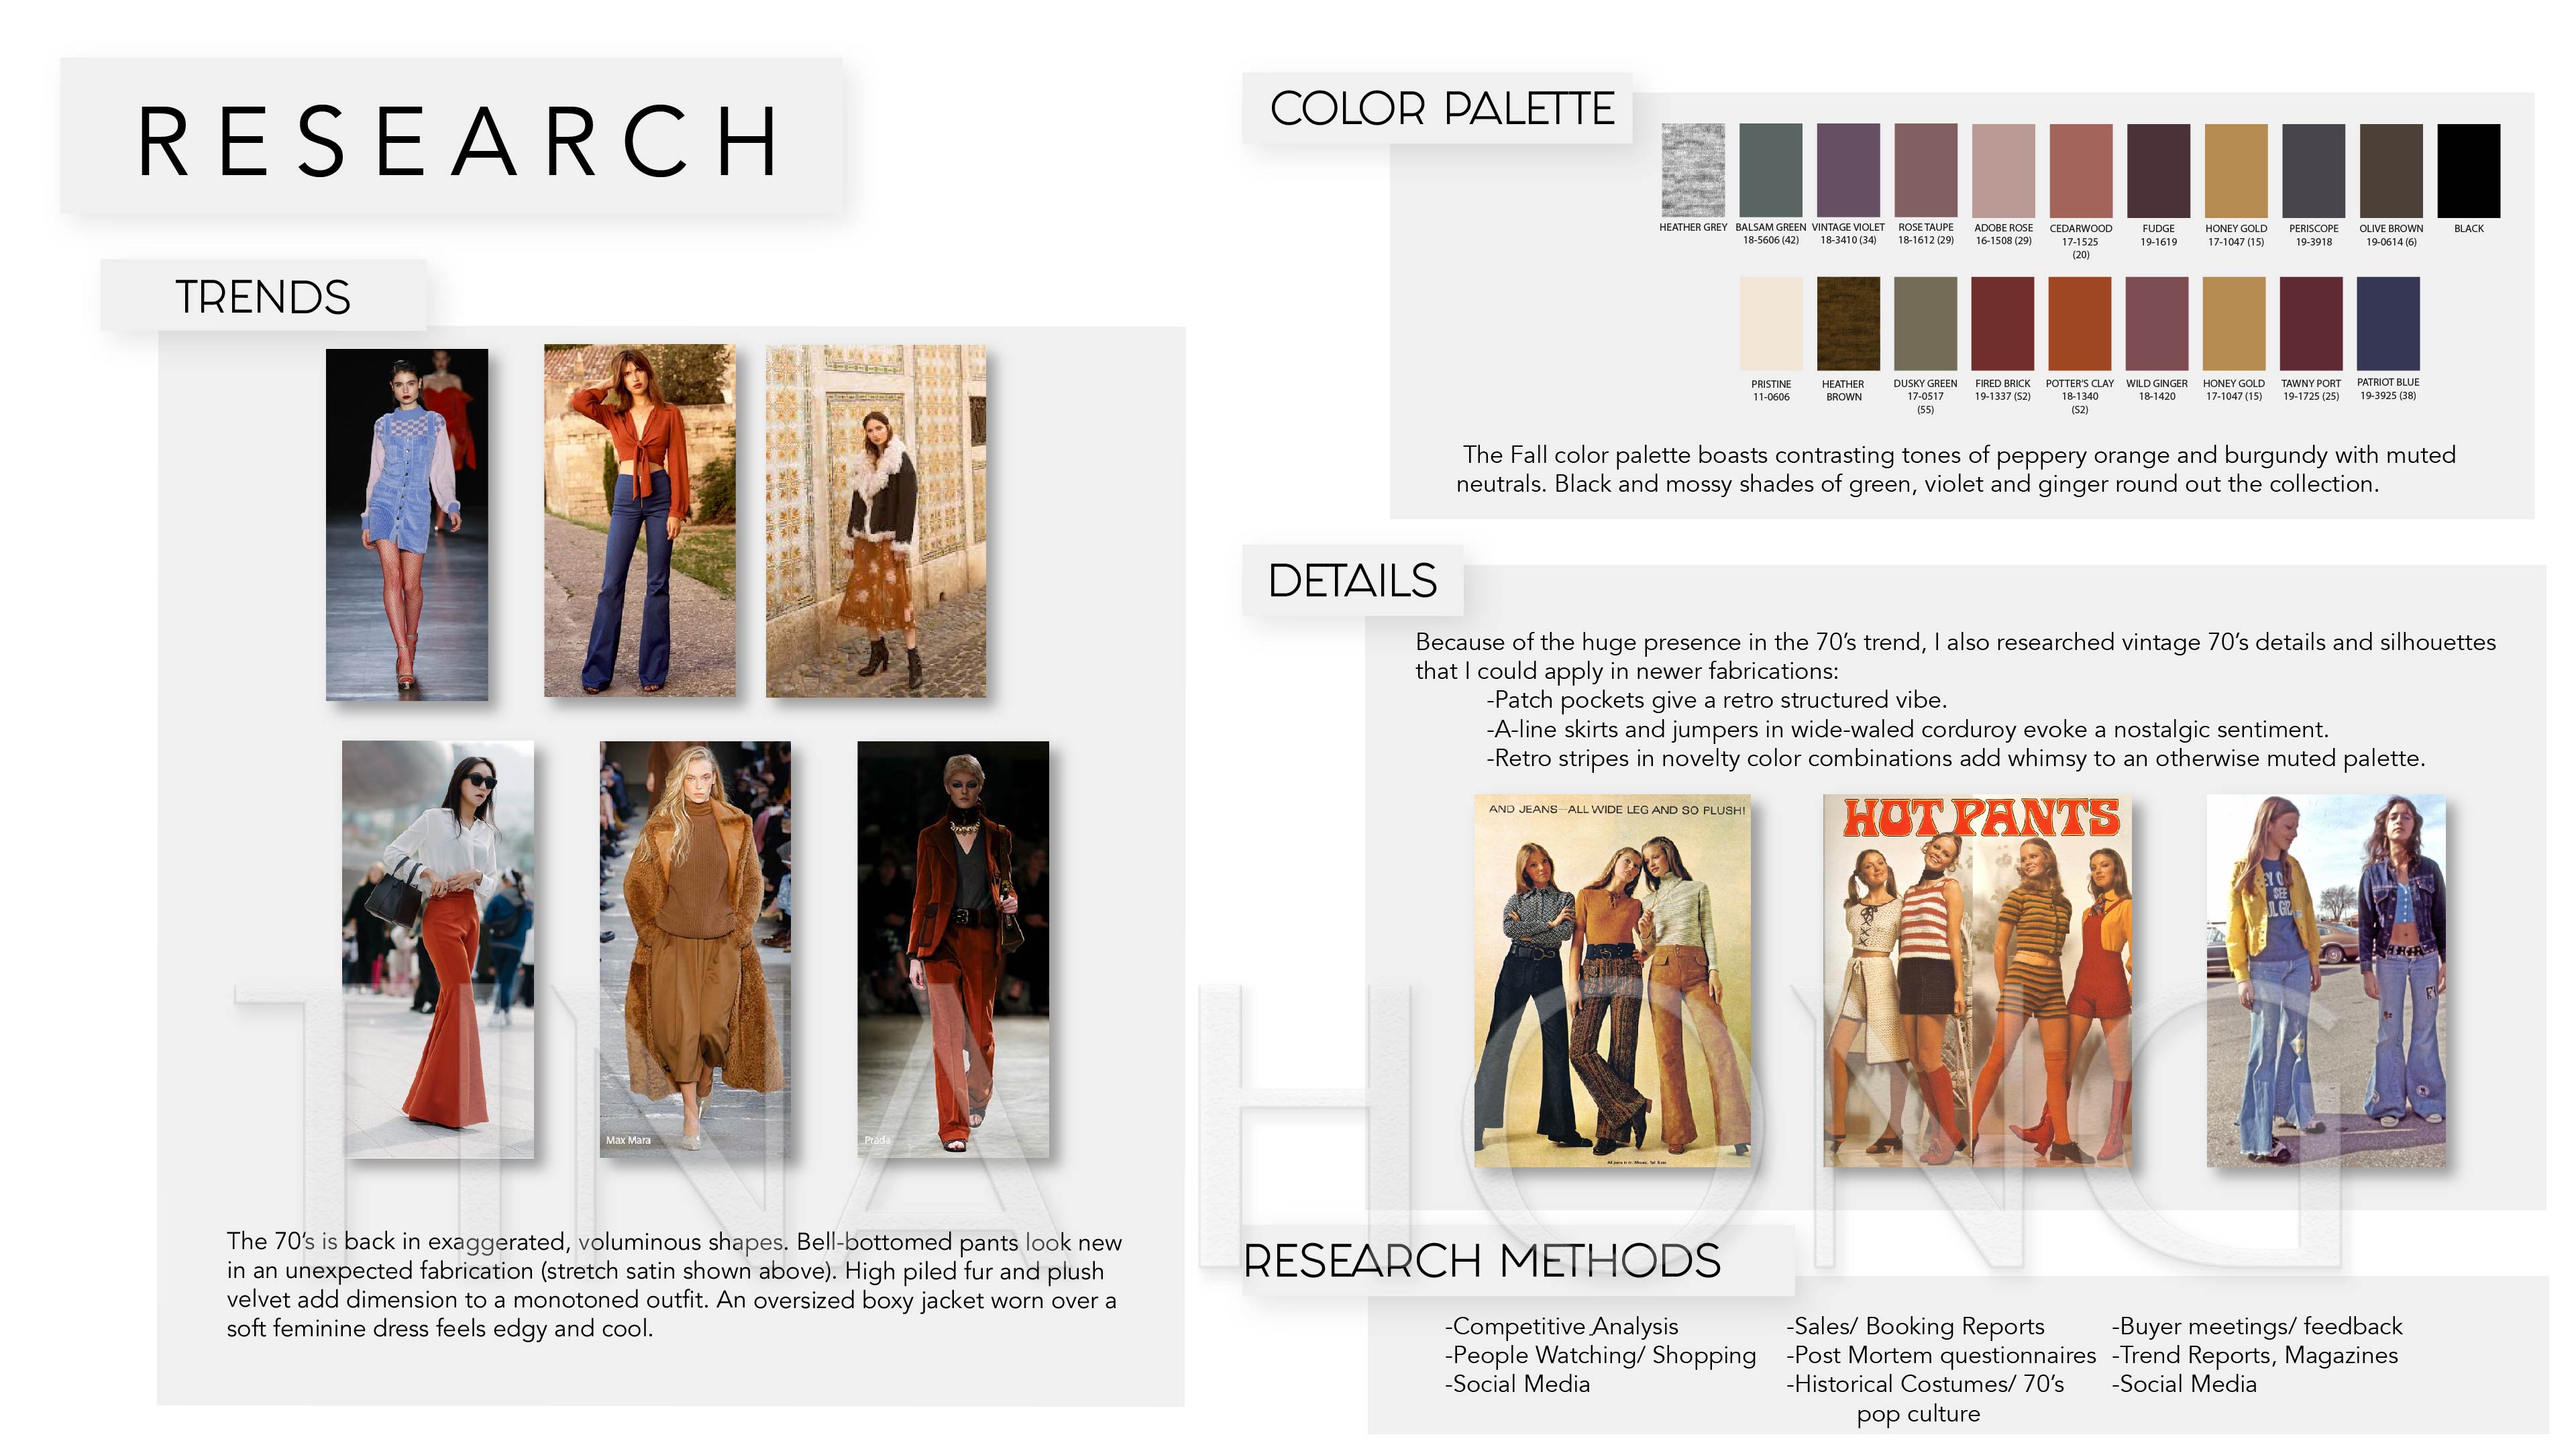 RESEARCH
TRENDS
Max Mara
Prada
The 70's is back in exaggerated, voluminous shapes. Bell-bottomed pants look new
in an unexpected fabrication (stretch satin shown above). High piled fur and plush
velvet add dimension to a monotoned outfit. An oversized boxy jacket worn over a
soft feminine dress feels edgy and cool.
COLOR PALETTE
HEATHER GREY
BALSAM GREEN
18-5606 (42)
VINTAGE VIOLET
18-3410 (34)
ROSE TAUPE
18-1612 (29)
ADOBE ROSE
16-1508 (29)
CEDARWOOD
17-1525
(20)
FUDGE
19-1619
HONEY GOLD
17-1047 (15)
PERISCOPE
19-3918
OLIVE BROWN
19-0614 (6)
BLACK
PRISTINE
11-0606
HEATHER
BROWN
DUSKY GREEN
17-0517
(55)
FIRED BRICK
19-1337 (S2)
POTTER'S CLAY
18-1340
(S2)
WILD GINGER
18-1420
HONEY GOLD
17-1047 (15)
TAWNY PORT
19-1725 (25)
PATRIOT BLUE
19-3925 (38)
The Fall color palette boasts contrasting tones of peppery orange and burgundy with muted
neutrals. Black and mossy shades of green, violet and ginger round out the collection.
DETAILS
Because of the huge presence in the 70's trend, I also researched vintage 70's details and silhouettes
that I could apply in newer fabrications:
-Patch pockets give a retro structured vibe.
-A-line skirts and jumpers in wide-waled corduroy evoke a nostalgic sentiment.
-Retro stripes in novelty color combinations add whimsy to an otherwise muted palette.
AND JEANS—ALL WIDE LEG AND SO PLUSH!
HOT PANTS
SEE
TINA HONG
RESEARCH METHODS
-Competitive Analysis
-People Watching/ Shopping
-Social Media
-Sales/ Booking Reports
-Post Mortem questionnaires
-Historical Costumes/ 70's
pop culture
-Buyer meetings/ feedback
-Trend Reports, Magazines
-Social Media